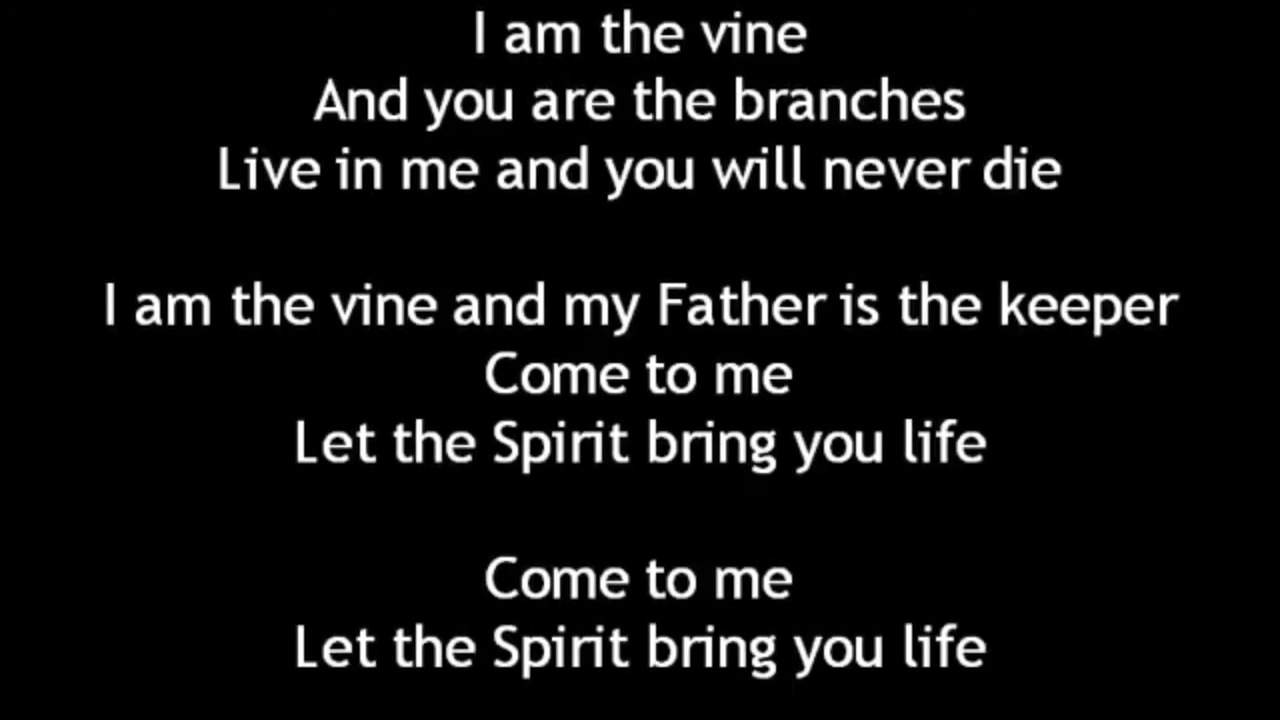 I am the vine
And you are the branches
Live in me and you will never die
I am the vine and my Father is the keeper
Come to me
Let the Spirit bring you life
Come to me
Let the Spirit bring you life